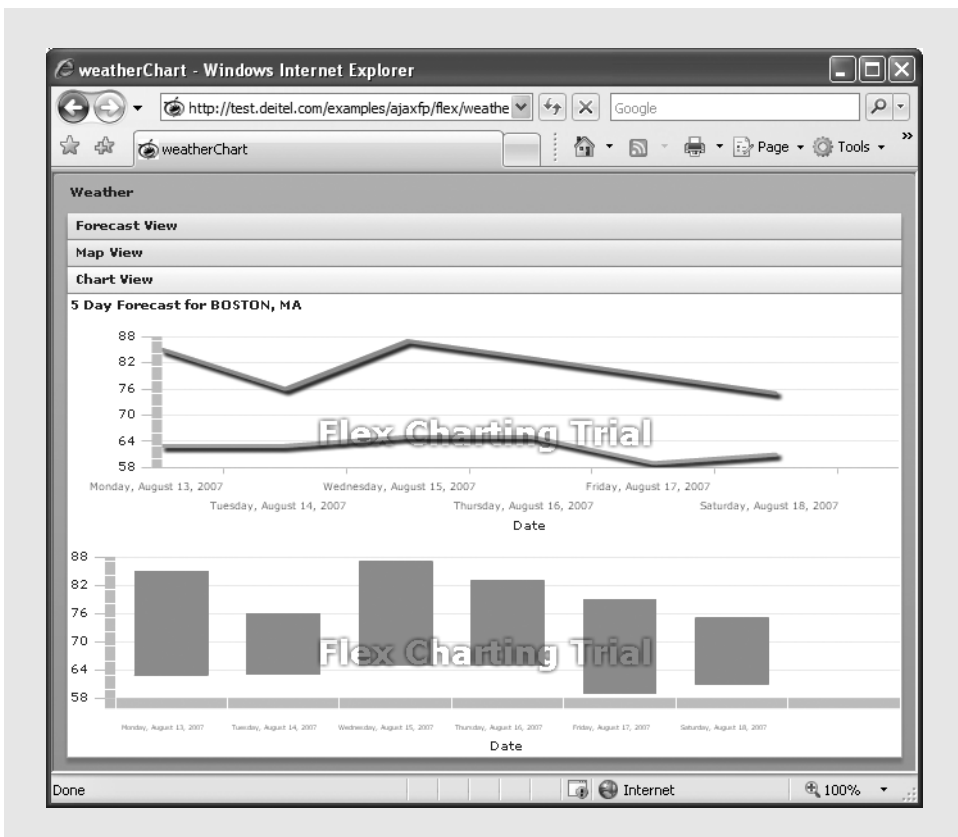 weatherChart - Windows Internet Explorer
http://test.deitel.com/examples/ajaxfp/flex/weathe
Google
weatherChart
Page
Tools
Weather
Forecast View
Map View
Chart View
5 Day Forecast for BOSTON, MA
88
82
76
70
64
58
Flex Charting Trial
Monday, August 13, 2007
Wednesday, August 15, 2007
Friday, August 17, 2007
Tuesday, August 14, 2007
Thursday, August 16, 2007
Saturday, August 18, 2007
Date
88
82
76
70
64
58
Flex Charting Trial
Monday, August 13, 2007
Tuesday, August 14, 2007
Wednesday, August 15, 2007
Thursday, August 16, 2007
Friday, August 17, 2007
Saturday, August 18, 2007
Date
Done
Internet
100%